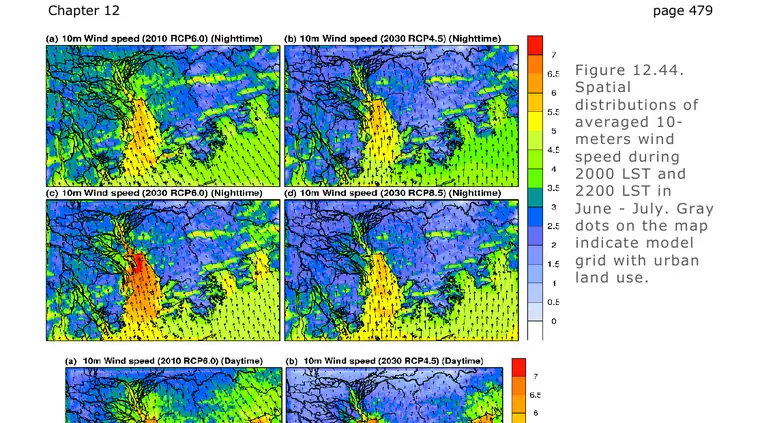 Chapter 12
page 479
(a) 10m Wind speed (2010 RCP6.0) (Nighttime)
(b) 10m Wind speed (2030 RCP4.5) (Nighttime)
7
6.5
6
5.5
5
4.5
4
3.5
3
2.5
2
1.5
1
0.5
0
(c) 10m Wind speed (2030 RCP6.0) (Nighttime)
(d) 10m Wind speed (2030 RCP8.5) (Nighttime)
Figure 12.44.
Spatial
distributions of
averaged 10-
meters wind
speed during
2000 LST and
2200 LST in
June - July. Gray
dots on the map
indicate model
grid with urban
land use.
(a) 10m Wind speed (2010 RCP6.0) (Daytime)
(b) 10m Wind speed (2030 RCP4.5) (Daytime)
7
6.5
6